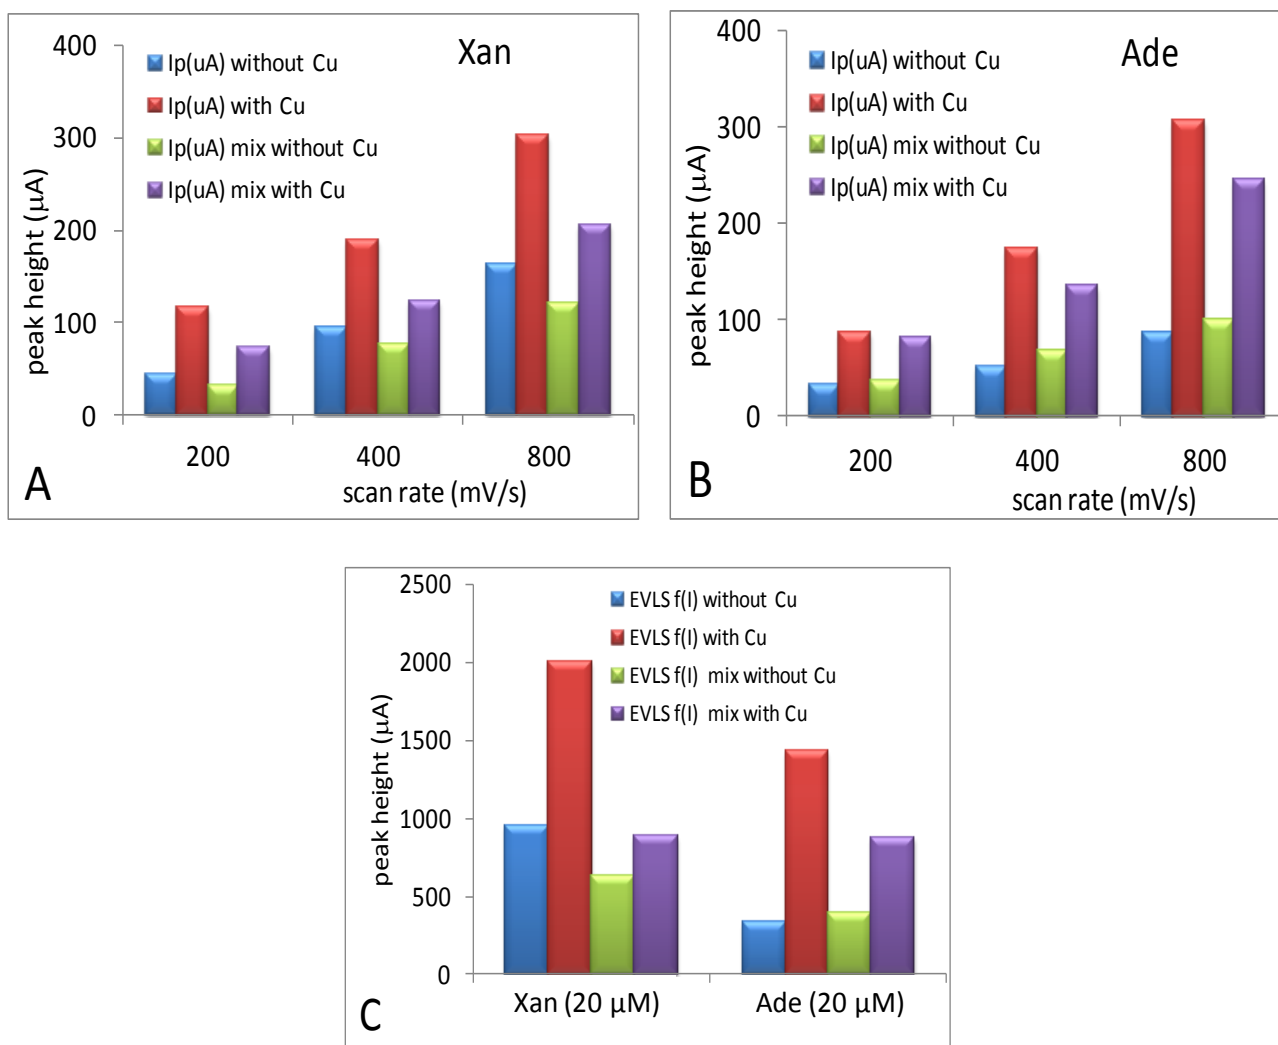 400
300
200
100
0
peak height (µA)
Xan
Ip(uA) without Cu
Ip(uA) with Cu
Ip(uA) mix without Cu
Ip(uA) mix with Cu
200 400 800
scan rate (mV/s)
A
400
300
200
100
0
peak height (µA)
Ade
Ip(uA) without Cu
Ip(uA) with Cu
Ip(uA) mix without Cu
Ip(uA) mix with Cu
200 400 800
scan rate (mV/s)
B
2500
2000
1500
1000
500
0
peak height (µA)
EVLS f(I) without Cu
EVLS f(I) with Cu
EVLS f(I) mix without Cu
EVLS f(I) mix with Cu
Xan (20 µM) Ade (20 µM)
C